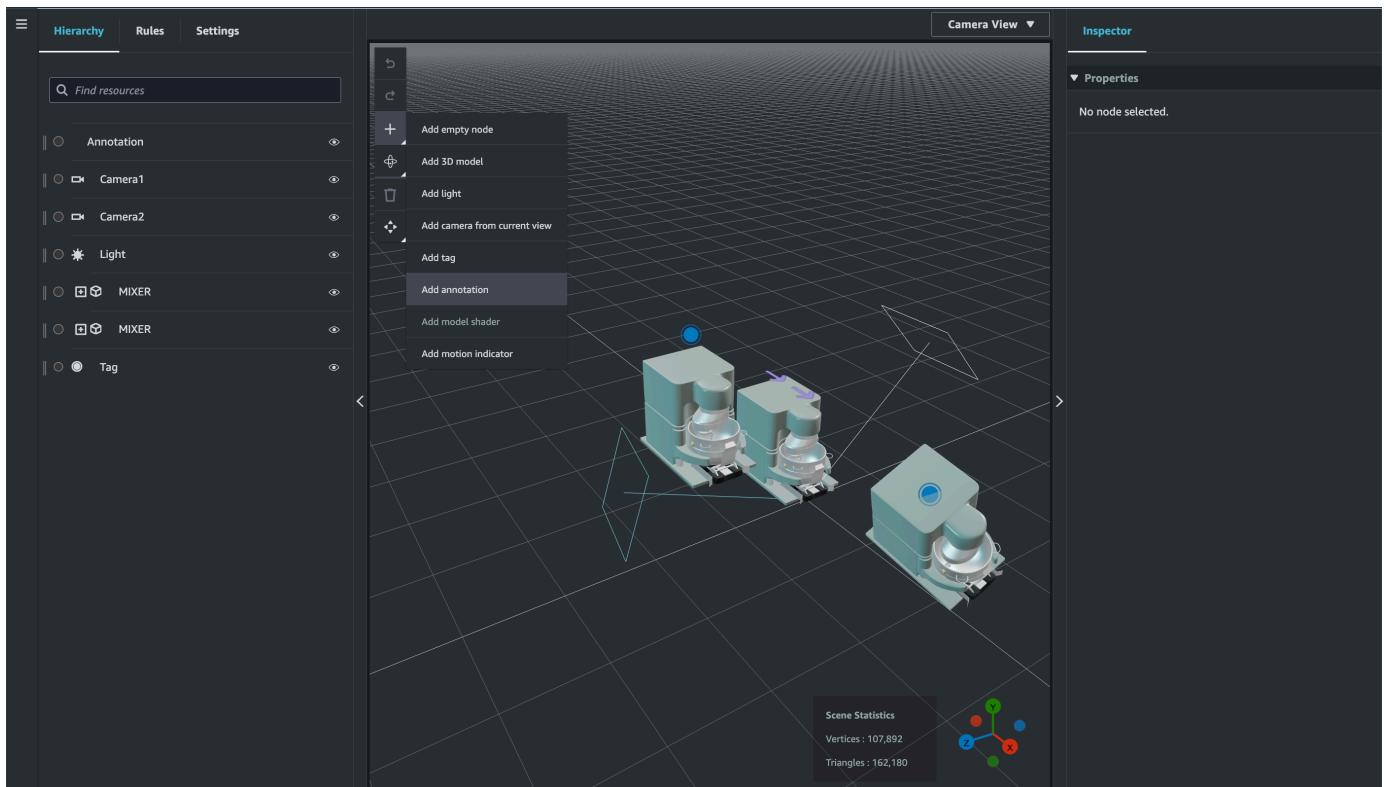 Hierarchy Rules Settings
Find resources
Annotation
Camera1
Camera2
Light
MIXER
MIXER
Tag
Camera View
Add empty node
Add 3D model
Add light
Add camera from current view
Add tag
Add annotation
Add model shader
Add motion indicator
Scene Statistics
Vertices : 107,892
Triangles : 162,180
Y
Z
X
Inspector
Properties
No node selected.